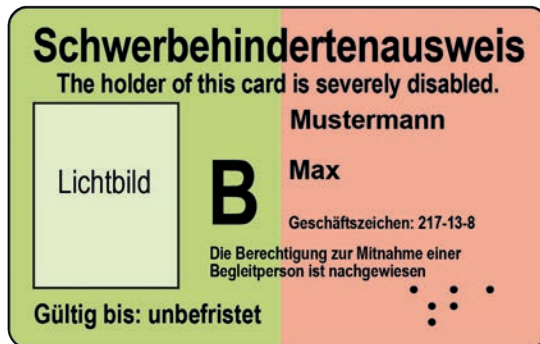 Schwerbehindertenausweis
The holder of this card is severely disabled.
Mustermann
Lichtbild
Max
B
Geschäftszeichen: 217-13-8
Die Berechtigung zur Mitnahme einer
Begleitperson ist nachgewiesen
Gültig bis: unbefristet